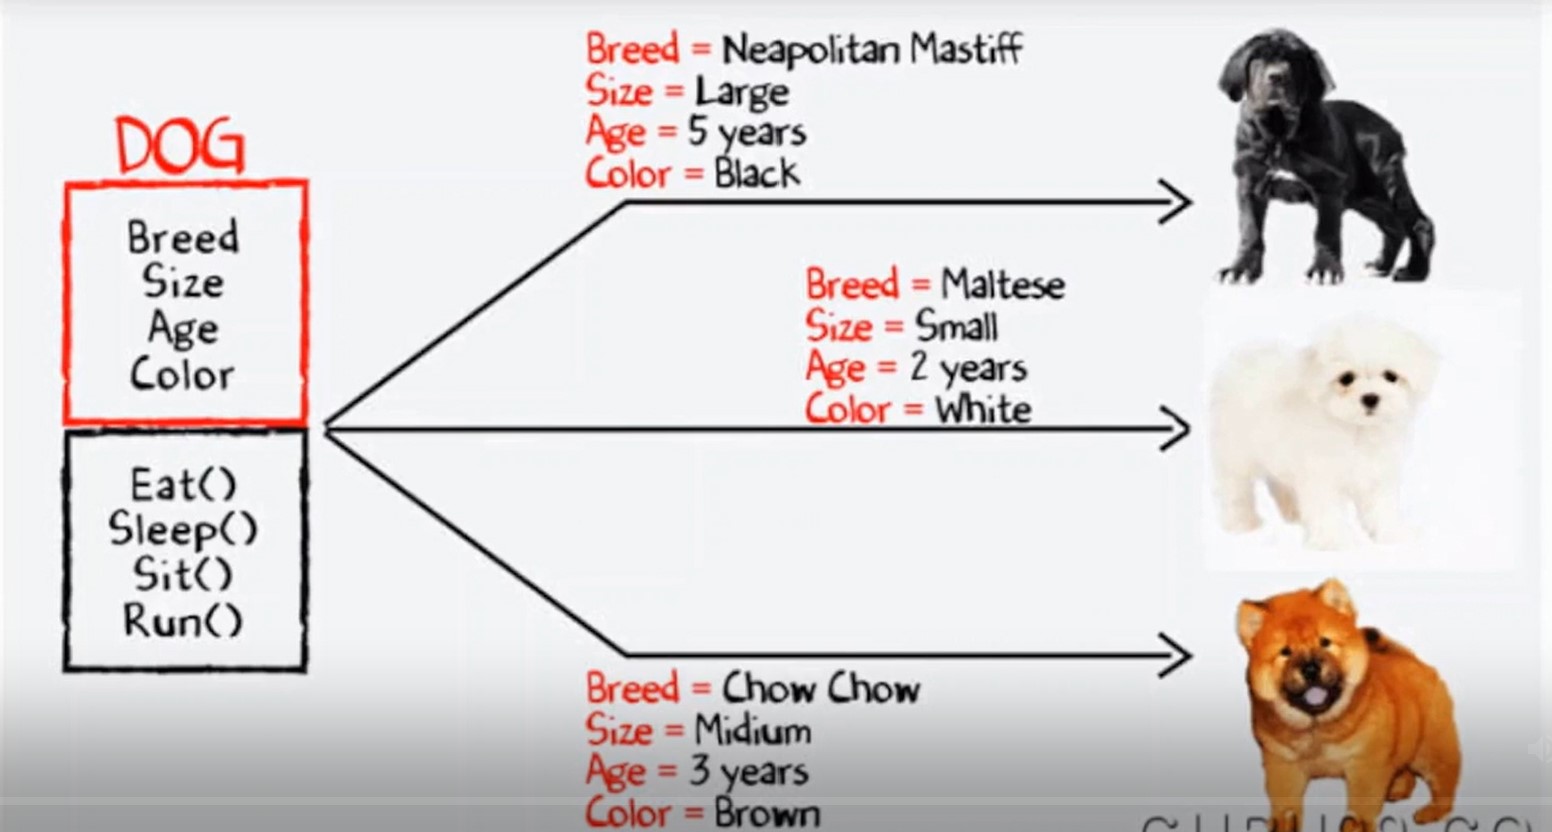 DOG
Breed
Size
Age
Color
Eat()
Sleep()
Sit()
Run()
Breed = Neapolitan Mastiff
Size = Large
Age = 5 years
Color = Black
Breed = Maltese
Size = Small
Age = 2 years
Color = White
Breed = Chow Chow
Size = Midium
Age = 3 years
Color = Brown